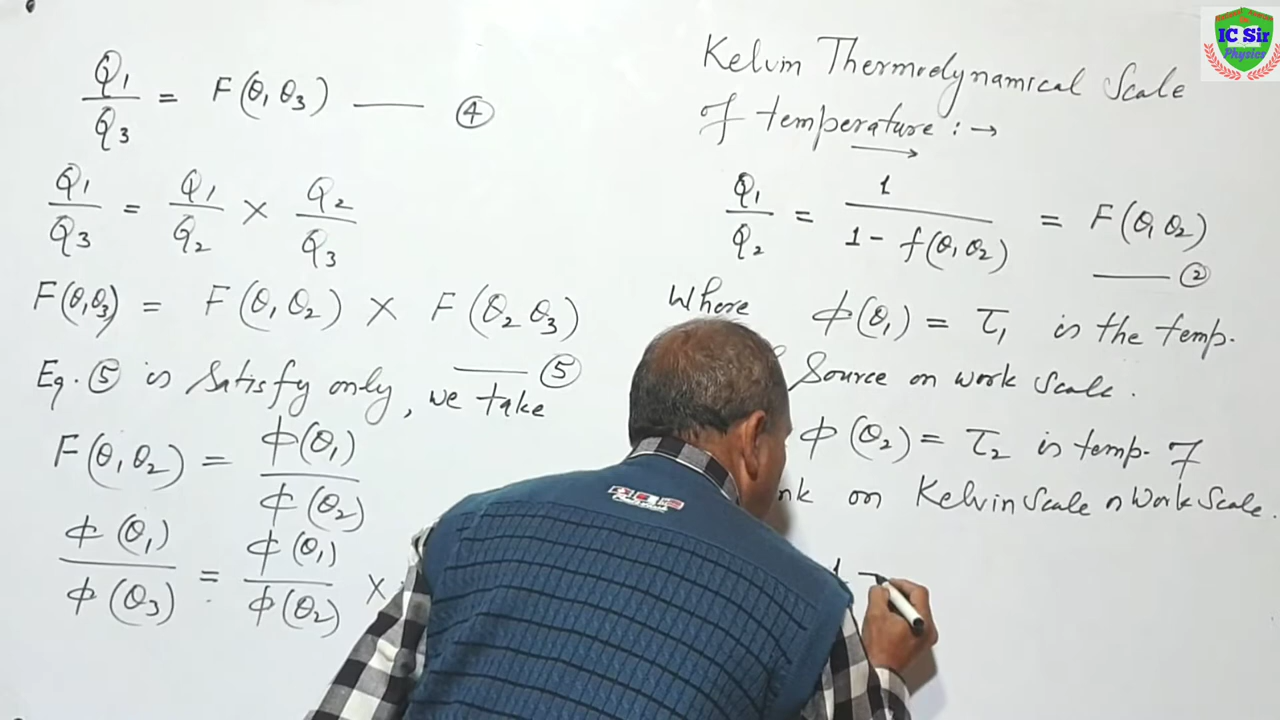 Q₁/Q₃ = F(θ₁ θ₃) —— ④
Q₁/Q₃ = Q₁/Q₂ × Q₂/Q₃
F(θ₁θ₃) = F(θ₁ θ₂) × F(θ₂ θ₃)
—— ⑤
Eq. ⑤ is Satisfy only, we take
F(θ₁ θ₂) = ϕ(θ₁)/ϕ(θ₂)
ϕ(θ₁)/ϕ(θ₃) = ϕ(θ₁)/ϕ(θ₂) ×
Kelvin Thermodynamical Scale
of temperature :→
Q₁/Q₂ = 1/(1 - f(θ₁ θ₂)) = F(θ₁ θ₂)
—— ②
Where ϕ(θ₁) = τ₁ is the temp.
Source on work Scale.
ϕ(θ₂) = τ₂ is temp. of
nk on Kelvin Scale or Work Scale.
IC Sir
Physics